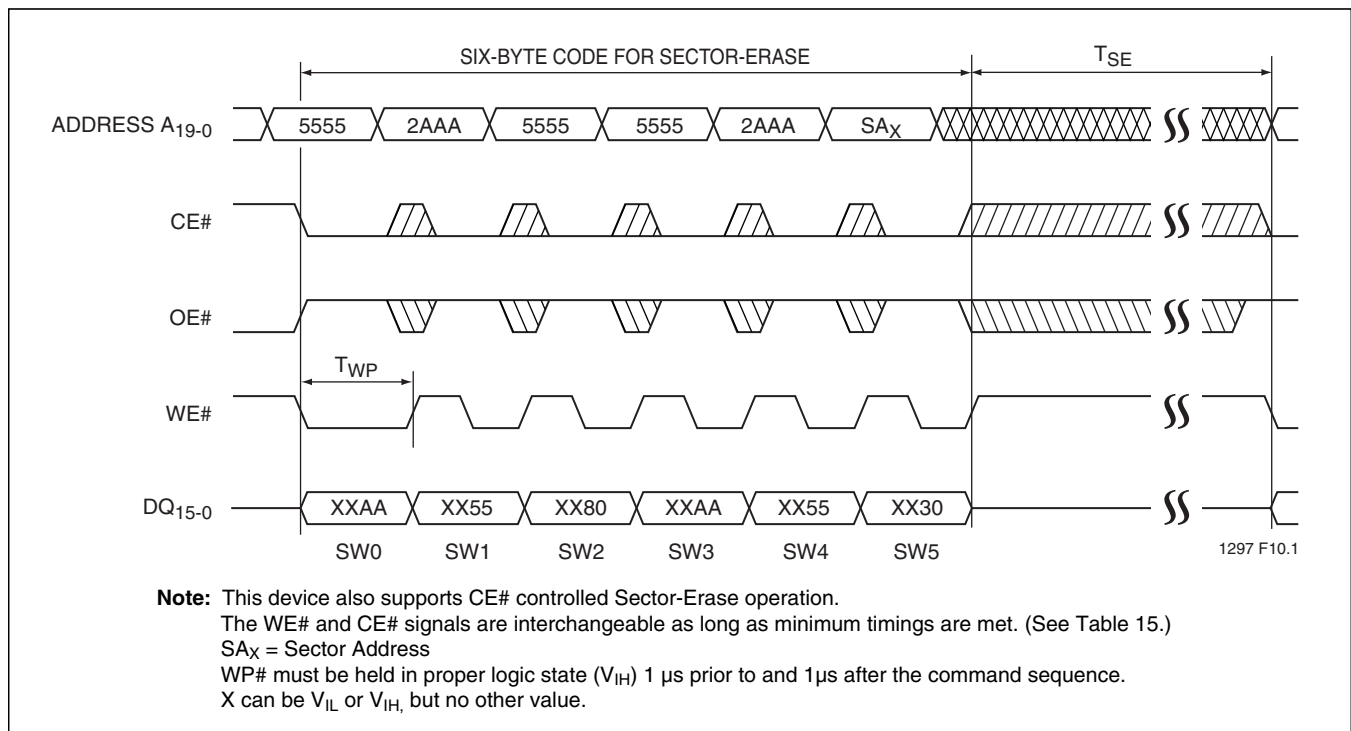 SIX-BYTE CODE FOR SECTOR-ERASE
TSE
ADDRESS A19-0
5555
2AAA
5555
5555
2AAA
SAX
CE#
OE#
TWP
WE#
DQ15-0
XXAA
XX55
XX80
XXAA
XX55
XX30
SW0
SW1
SW2
SW3
SW4
SW5
1297 F10.1
Note: This device also supports CE# controlled Sector-Erase operation.
The WE# and CE# signals are interchangeable as long as minimum timings are met. (See Table 15.)
SAX = Sector Address
WP# must be held in proper logic state (VIH) 1 µs prior to and 1µs after the command sequence.
X can be VIL or VIH, but no other value.